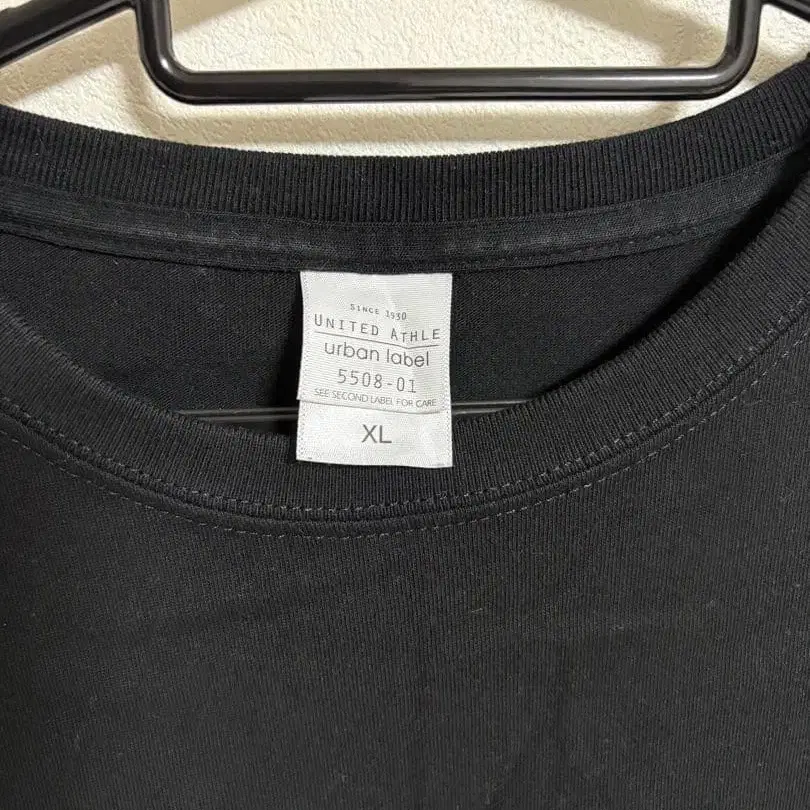 SINCE 1930
UNITED ATHLE
urban label
5508-01
SEE SECOND LABEL FOR CARE
XL